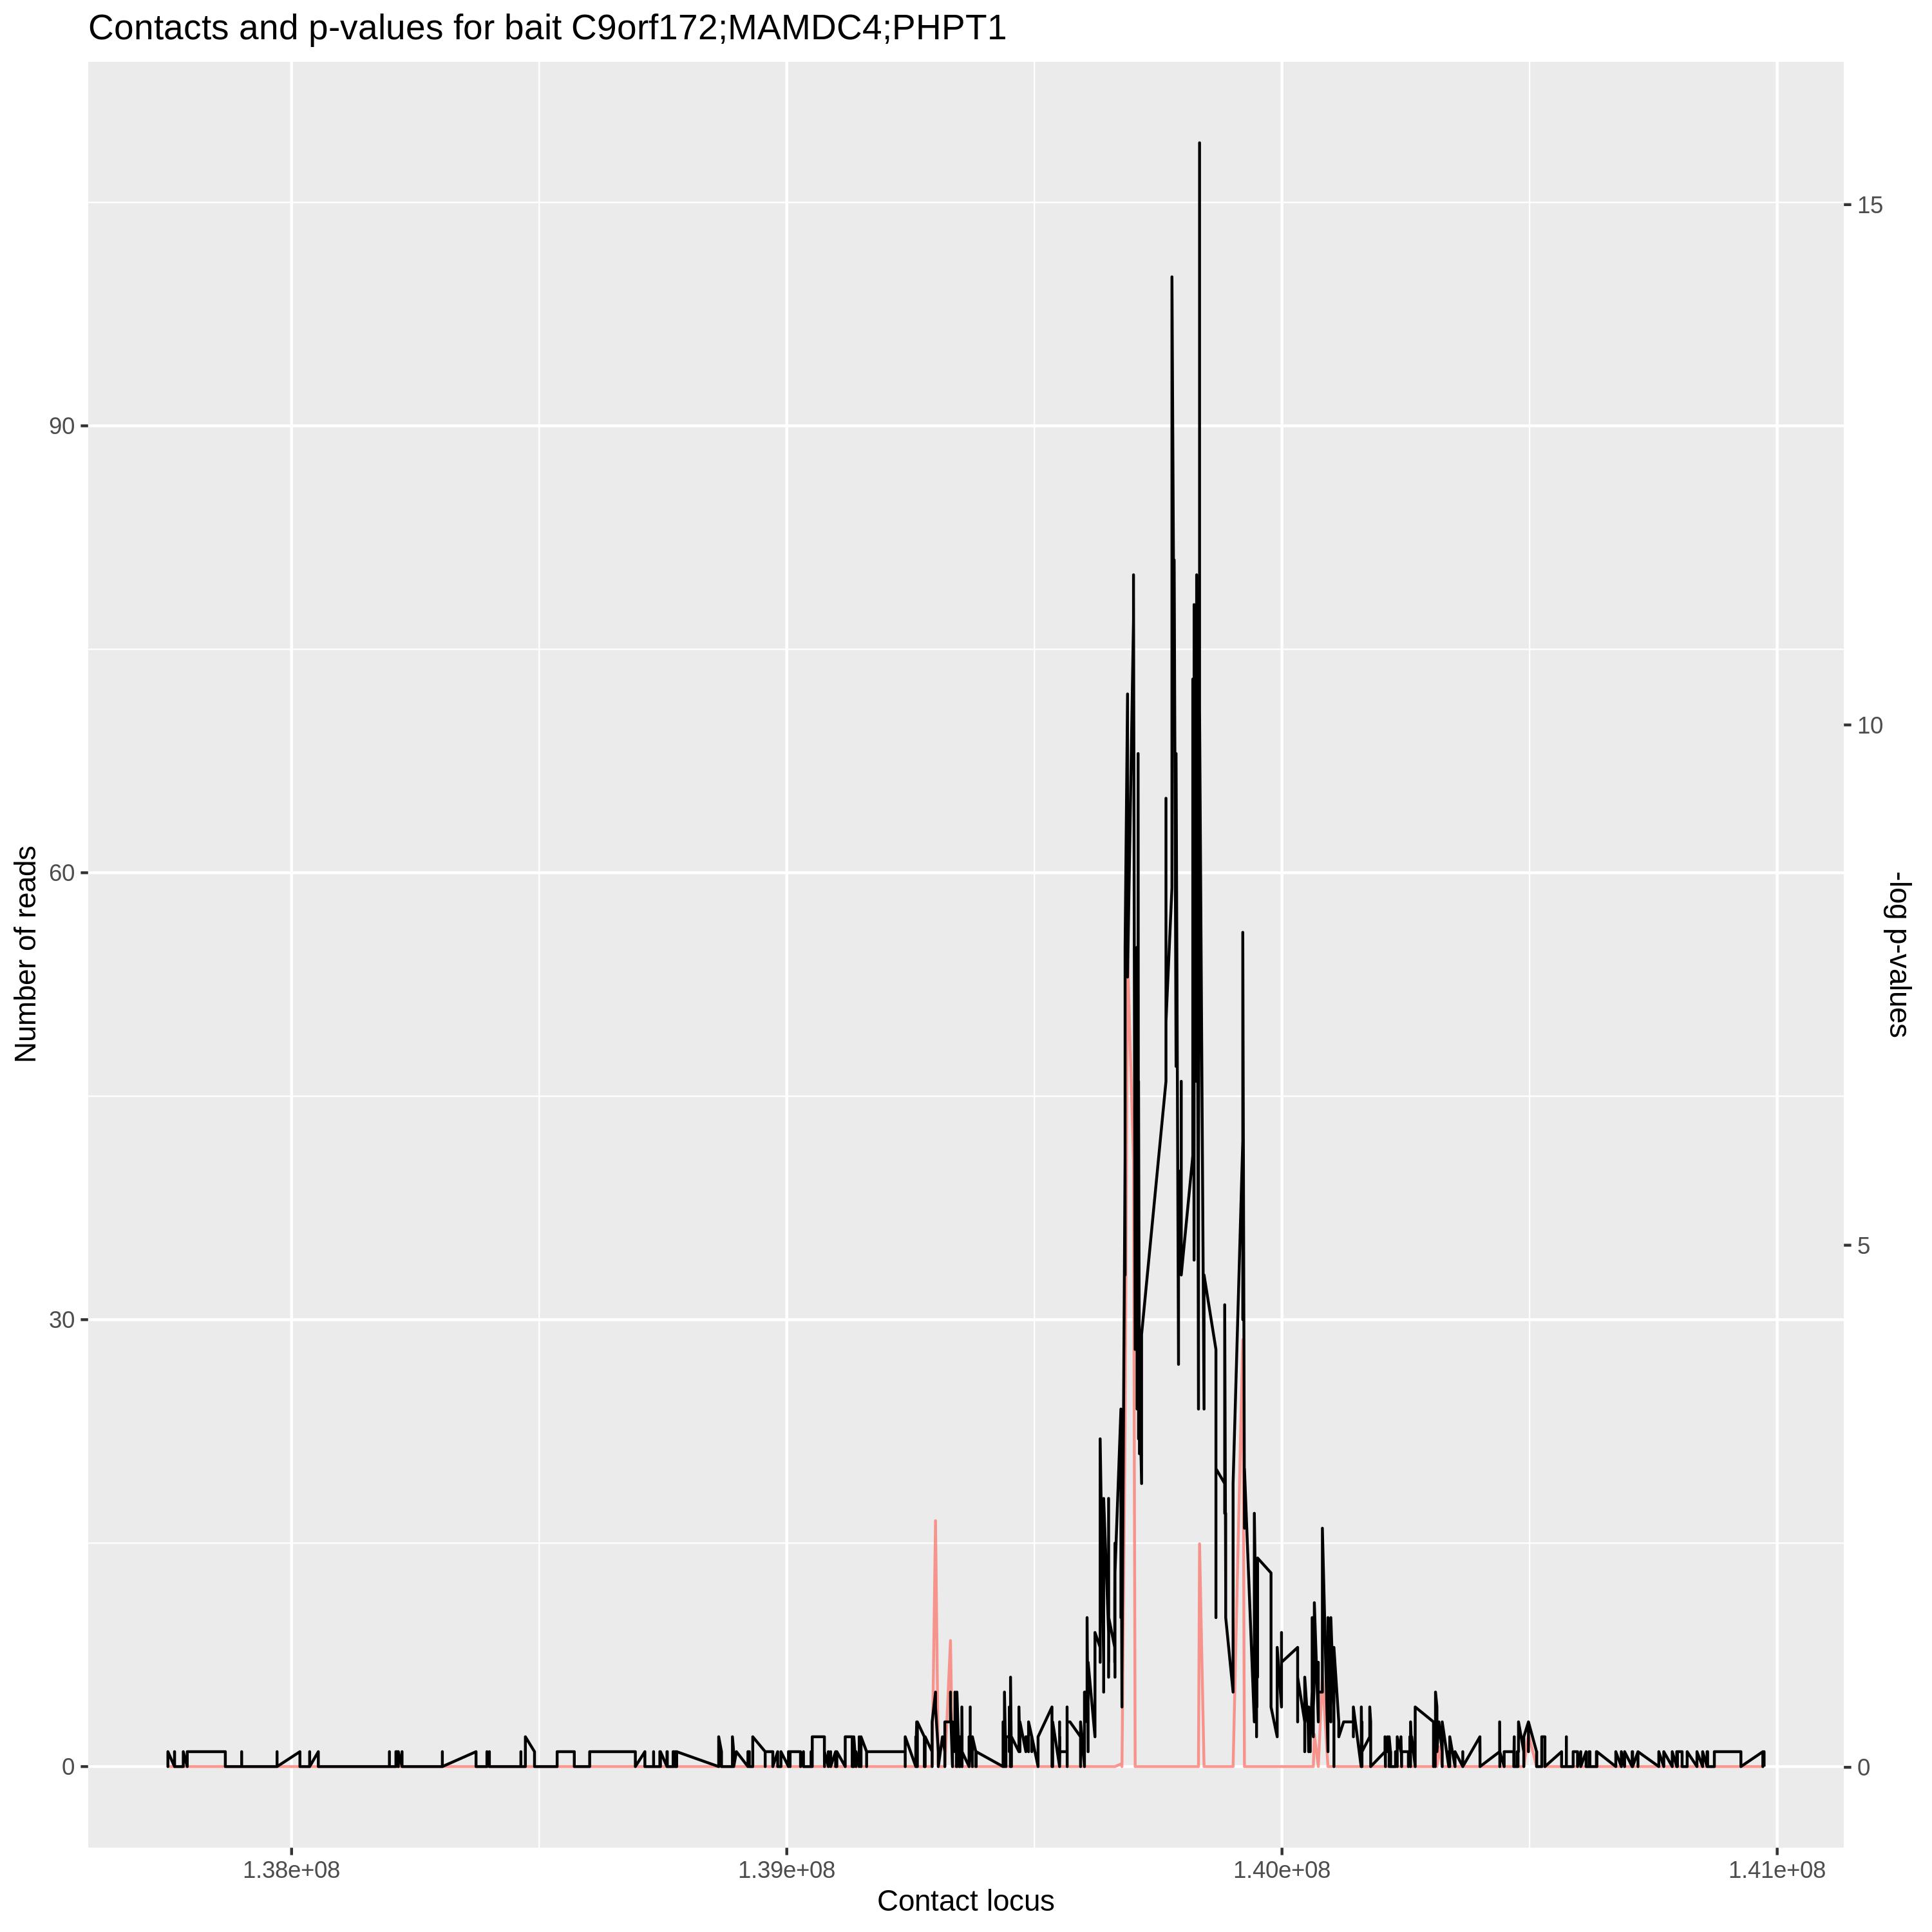 Contacts and p-values for bait C9orf172;MAMDC4;PHPT1
Number of reads
90
60
30
0
15
10
5
0
-log p-values
1.38e+08
1.39e+08
1.40e+08
1.41e+08
Contact locus